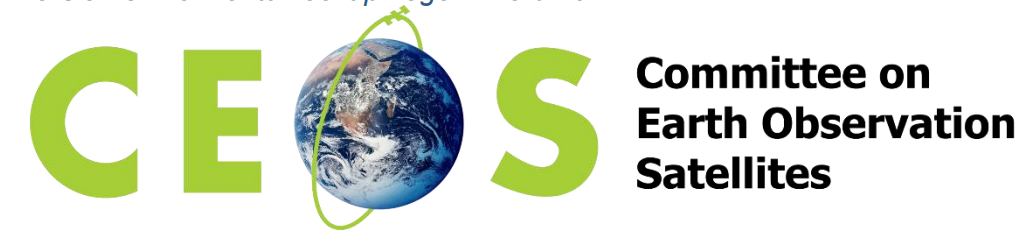 CEOS
Committee on
Earth Observation
Satellites